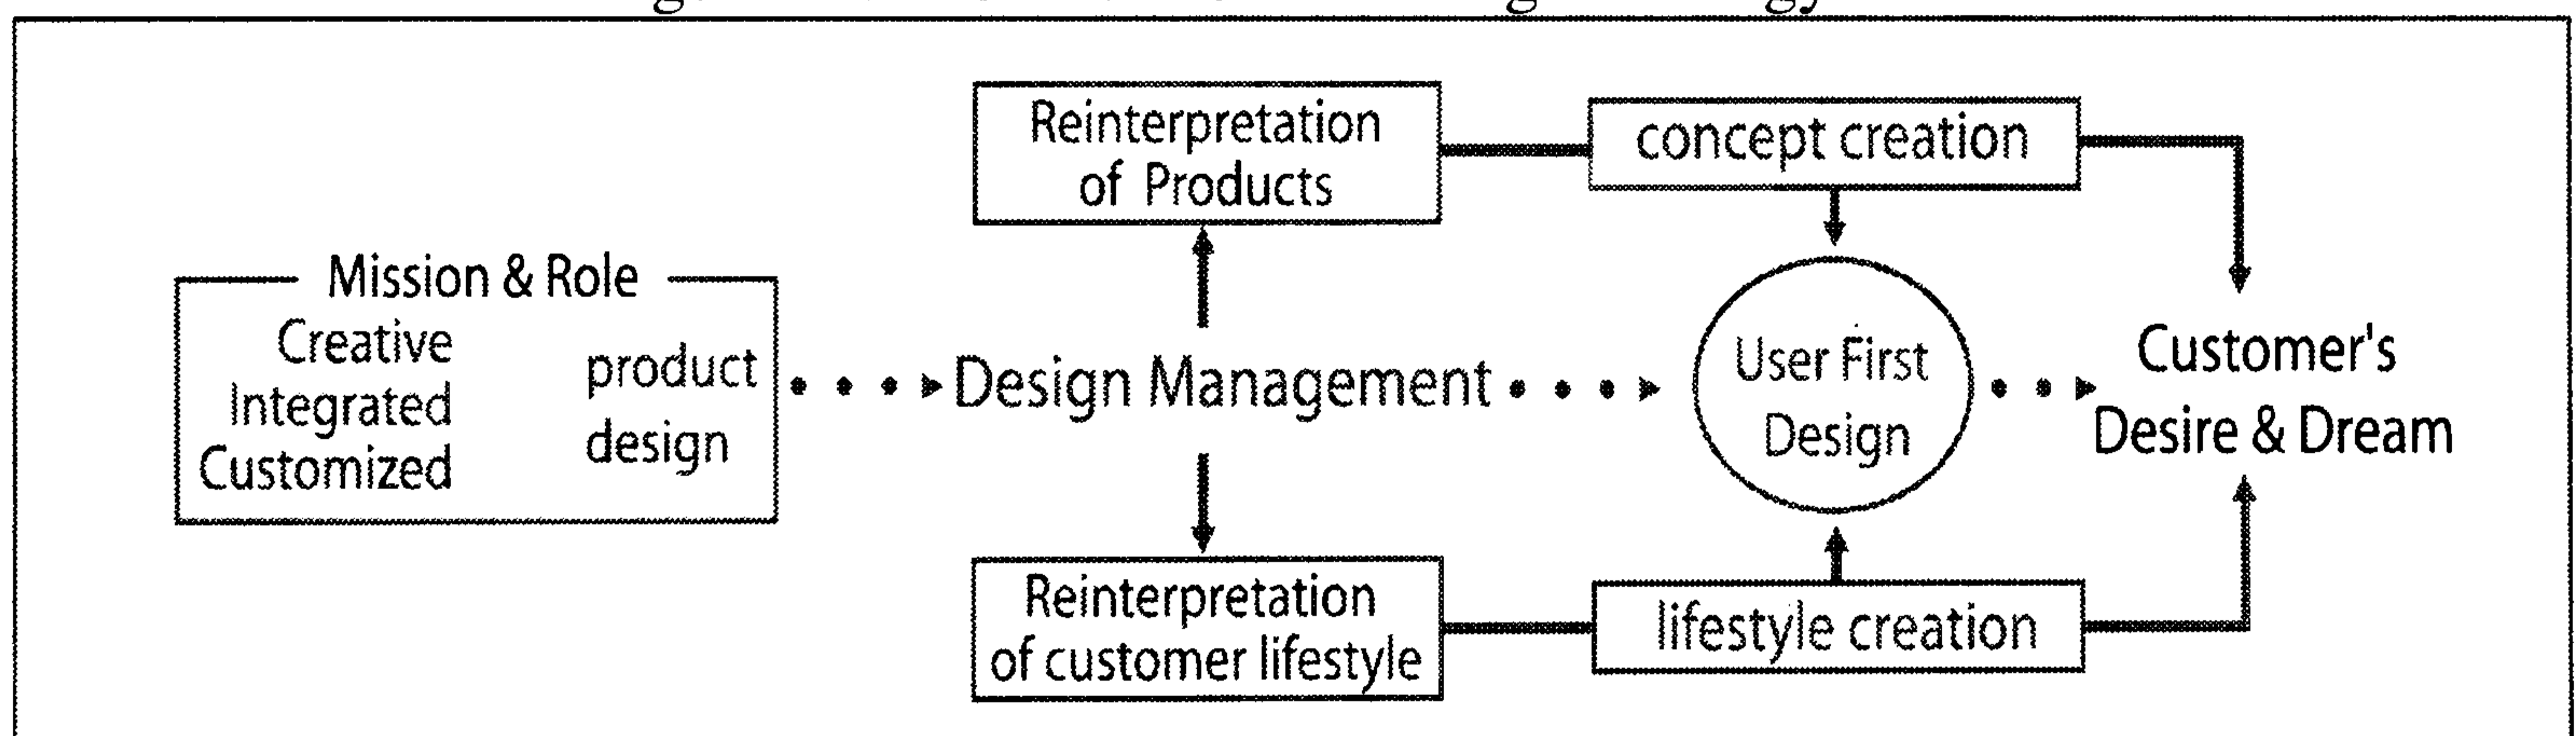 Reinterpretation
of Products
concept creation
Mission & Role
Creative
Integrated
Customized
product
design
Design Management
User First
Design
Customer's
Desire & Dream
Reinterpretation
of customer lifestyle
lifestyle creation